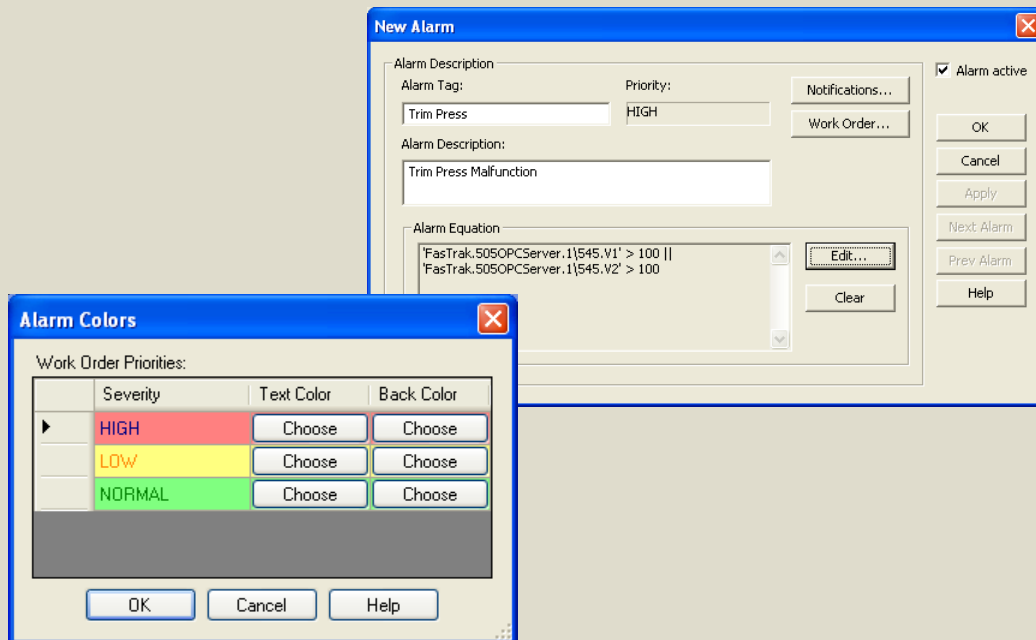 New Alarm
Alarm Description
Alarm active
Alarm Tag:
Priority:
Notifications...
Trim Press
HIGH
Work Order...
OK
Alarm Description:
Cancel
Trim Press Malfunction
Apply
Next Alarm
Alarm Equation
'FasTrak.505OPCServer.1\545.V1' > 100 ||
'FasTrak.505OPCServer.1\545.V2' > 100
Edit...
Prev Alarm
Clear
Help
Alarm Colors
Work Order Priorities:
Severity
Text Color
Back Color
HIGH
Choose
Choose
LOW
Choose
Choose
NORMAL
Choose
Choose
OK
Cancel
Help